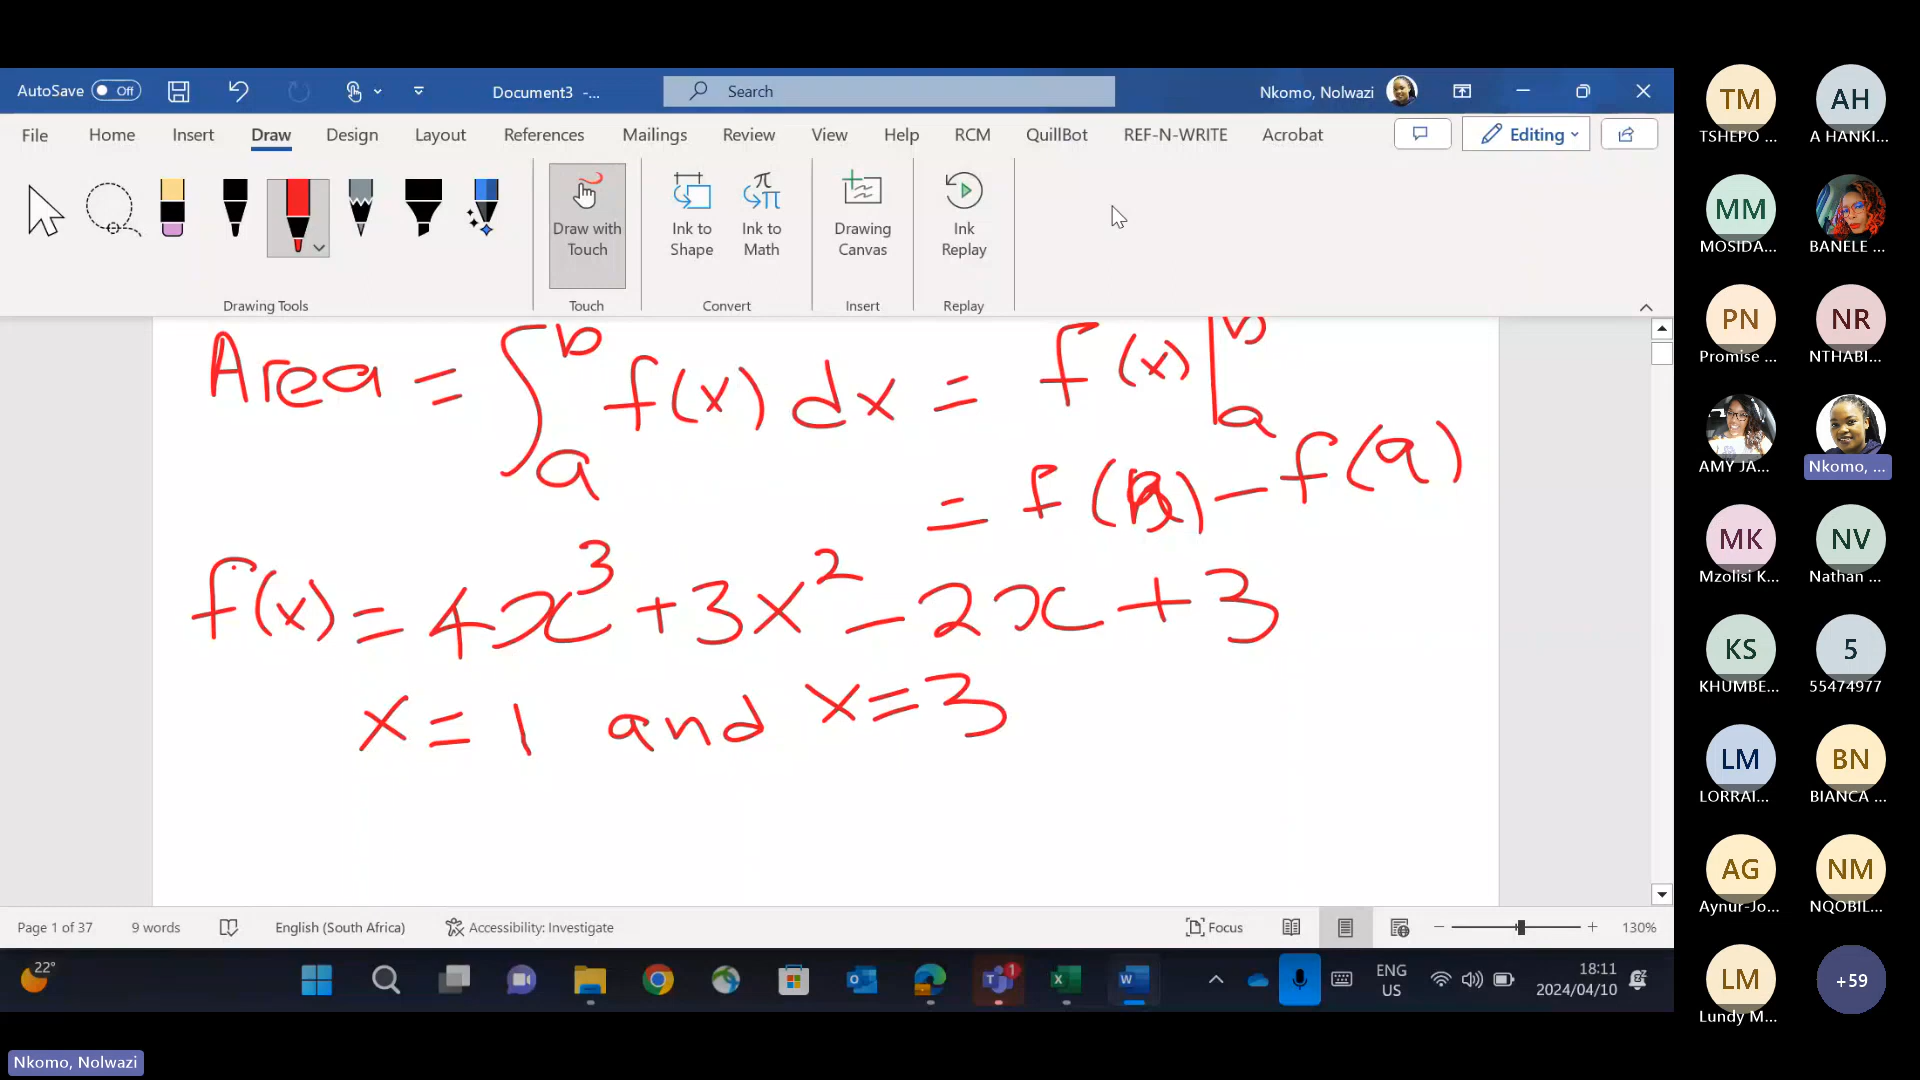 AutoSave Off Document3 -... Search Nkomo, Nolwazi
File Home Insert Draw Design Layout References Mailings Review View Help RCM QuillBot REF-N-WRITE Acrobat Editing
Draw with Touch
Ink to Shape
Ink to Math
Drawing Canvas
Ink Replay
Drawing Tools Touch Convert Insert Replay
Area = ∫ₐᵇ f(x) dx = f(x)|ₐᵇ
= f(B) – f(a)
f(x) = 4x³ + 3x² – 2x + 3
x = 1 and x = 3
Page 1 of 37 9 words English (South Africa) Accessibility: Investigate Focus 130%
22° 1 ENG US 18:11 2024/04/10
Nkomo, Nolwazi
TM AH
TSHEPO ... A HANKI...
MM
MOSIDA... BANELE ...
PN NR
Promise ... NTHABI...
AMY JA... Nkomo, ...
MK NV
Mzolisi K... Nathan ...
KS 5
KHUMBE... 55474977
LM BN
LORRAI... BIANCA ...
AG NM
Aynur-Jo... NQOBIL...
LM +59
Lundy M...